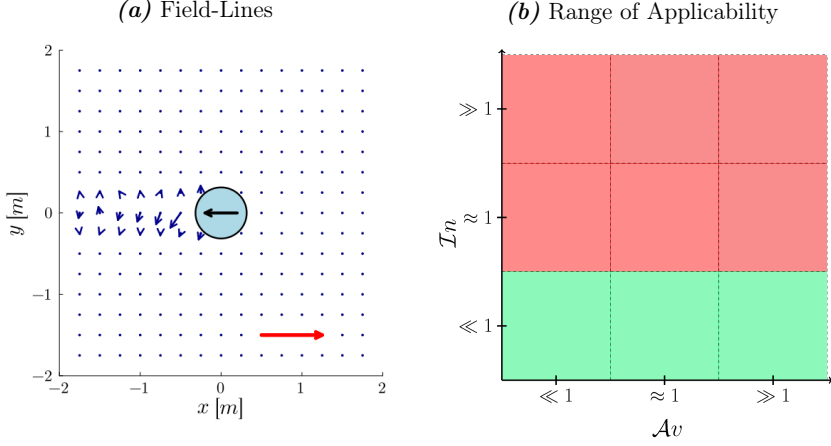 (a) Field-Lines
2
1
0
−1
−2
y [m]
−2
−1
0
1
2
x [m]
(b) Range of Applicability
≫ 1
≈ 1
≪ 1
In
≪ 1
≈ 1
≫ 1
Av